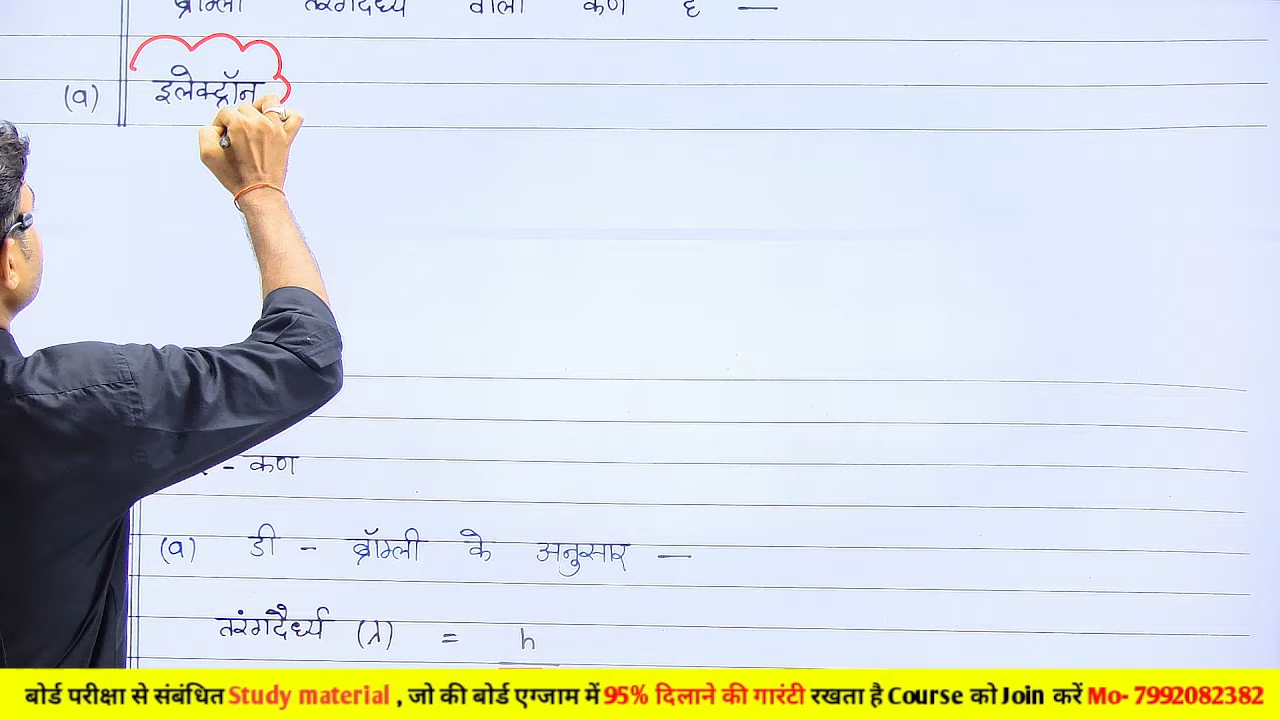 ब्रॉग्ली तरंगदैर्ध्य वाला कण है —
(a) इलेक्ट्रॉन
- कण
(a) डी - ब्रॉग्ली के अनुसार —
तरंगदैर्ध्य (λ) = h
बोर्ड परीक्षा से संबंधित Study material , जो की बोर्ड एग्जाम में 95% दिलाने की गारंटी रखता है Course को Join करें Mo- 7992082382